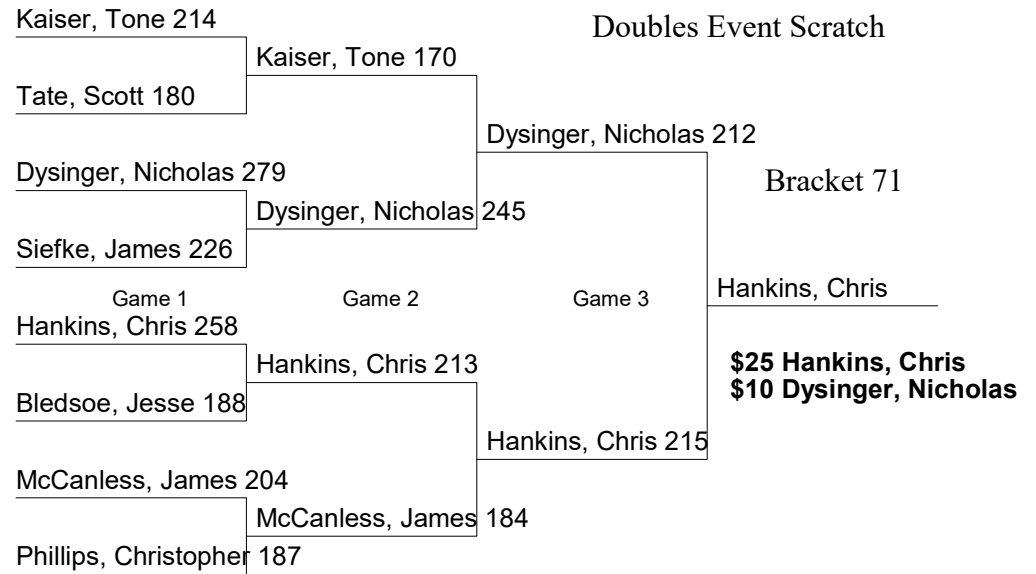 Kaiser, Tone 214
Doubles Event Scratch
Kaiser, Tone 170
Tate, Scott 180
Dysinger, Nicholas 212
Dysinger, Nicholas 279
Bracket 71
Dysinger, Nicholas 245
Siefke, James 226
Game 1
Game 2
Game 3
Hankins, Chris
Hankins, Chris 258
Hankins, Chris 213
$25 Hankins, Chris
$10 Dysinger, Nicholas
Bledsoe, Jesse 188
Hankins, Chris 215
McCanless, James 204
McCanless, James 184
Phillips, Christopher 187